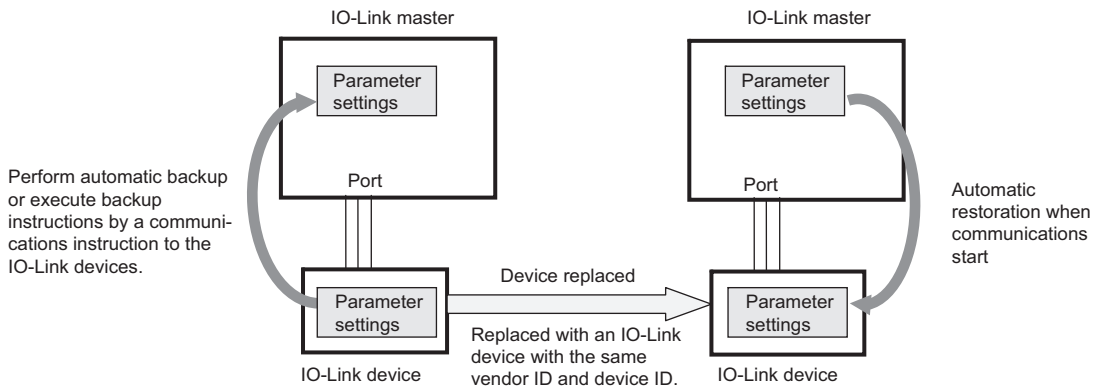 IO-Link master
Parameter
settings
Port
Perform automatic backup
or execute backup
instructions by a communi-
cations instruction to the
IO-Link devices.
Parameter
settings
IO-Link device
Device replaced
Replaced with an IO-Link
device with the same
vendor ID and device ID.
IO-Link master
Parameter
settings
Port
Automatic
restoration when
communications
start
Parameter
settings
IO-Link device